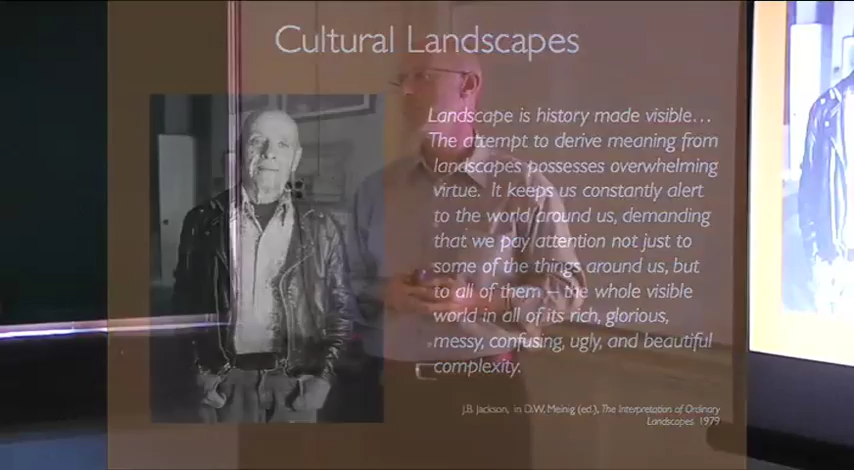 Cultural Landscapes
Landscape is history made visible…
The attempt to derive meaning from
landscapes possesses overwhelming
virtue. It keeps us constantly alert
to the world around us, demanding
that we pay attention not just to
some of the things around us, but
to all of them – the whole visible
world in all of its rich, glorious,
messy, confusing, ugly, and beautiful
complexity.
J.B. Jackson, in D.W. Meinig (ed.), The Interpretation of Ordinary
Landscapes 1979